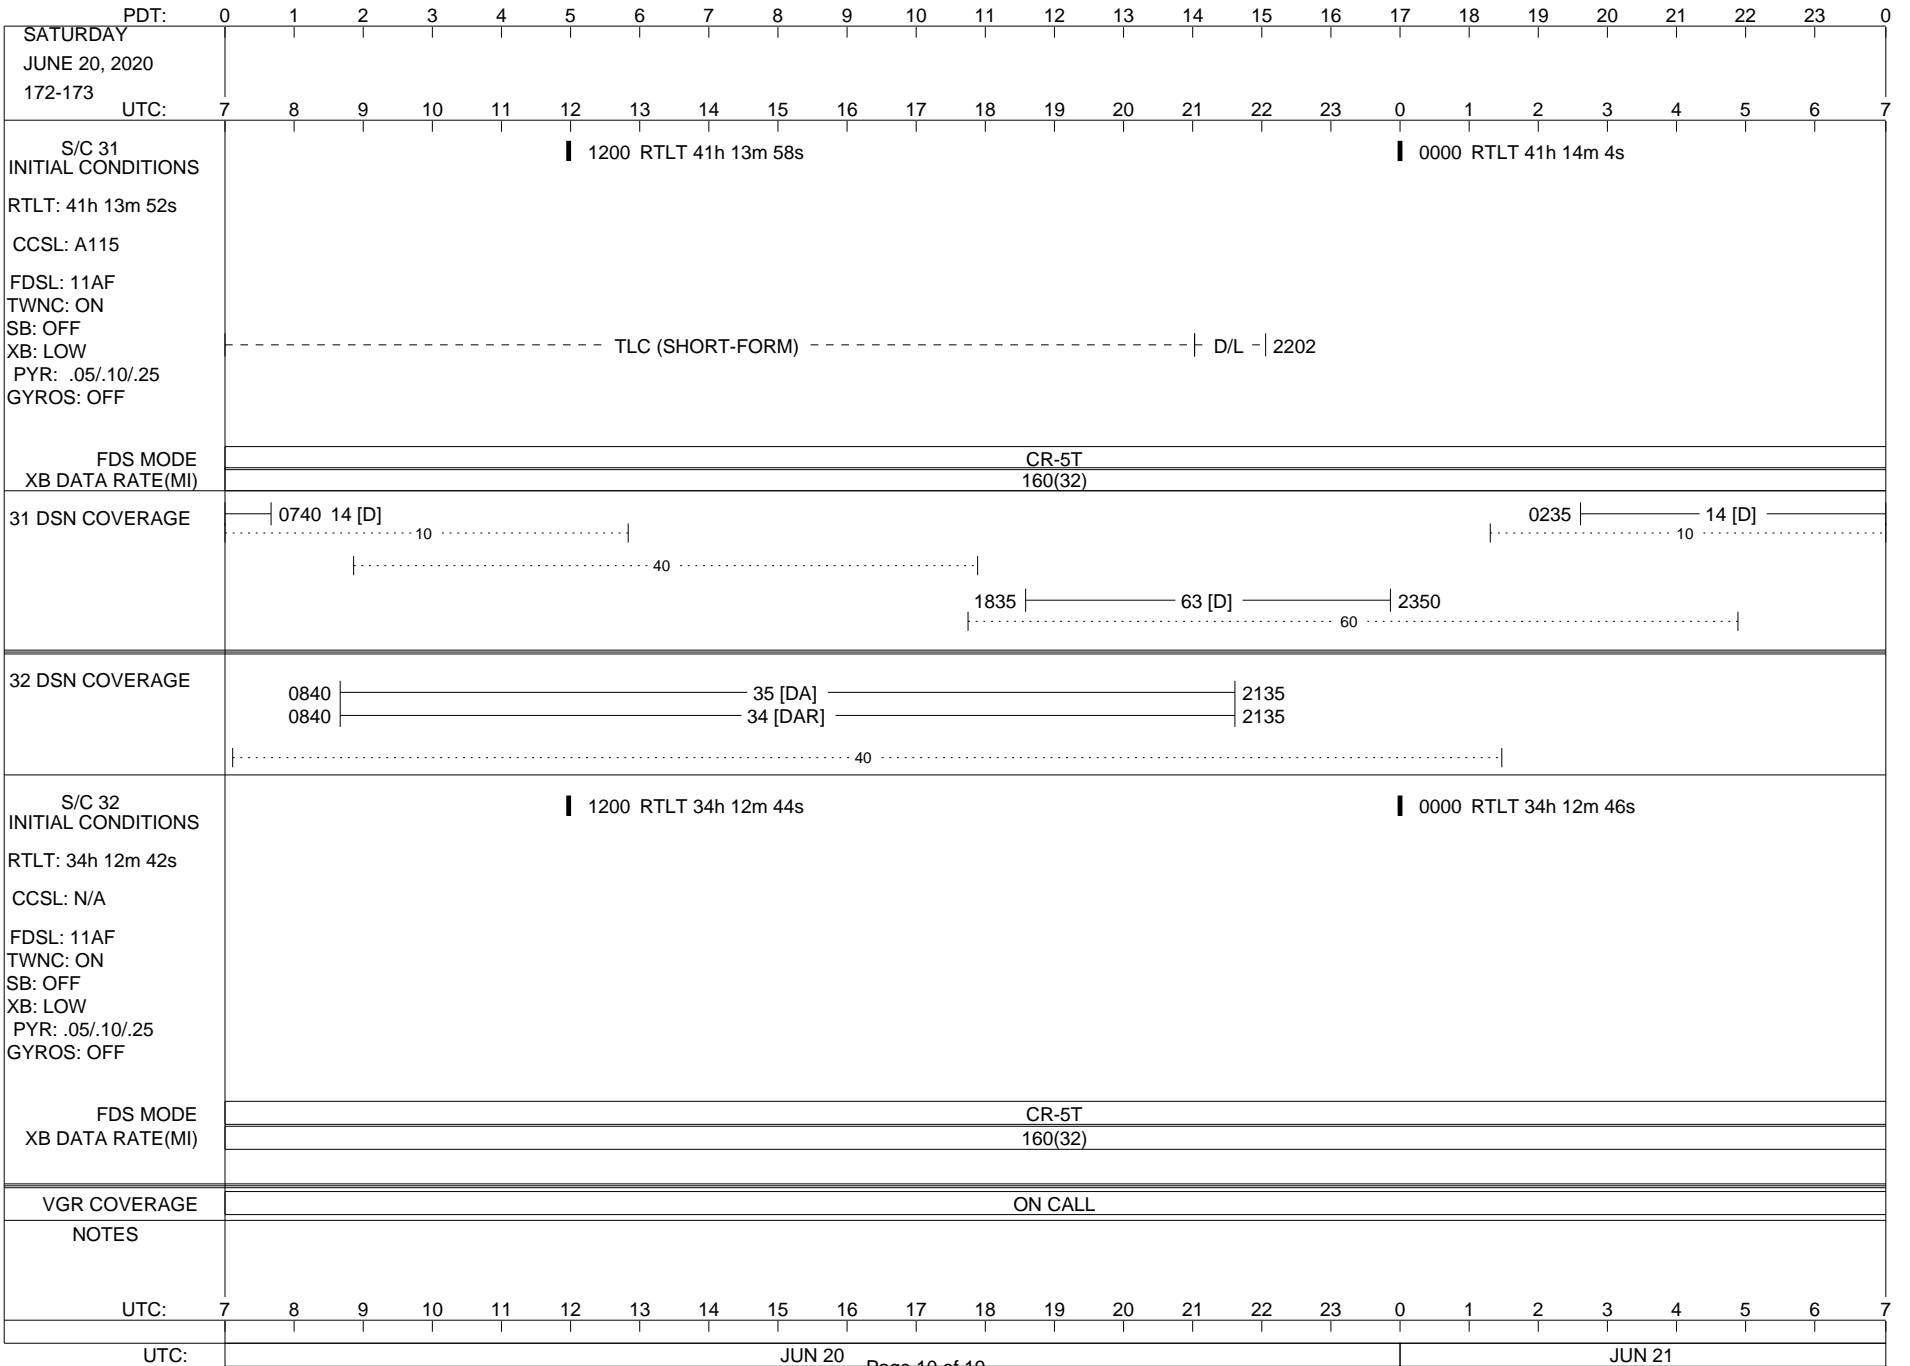 PDT: 0 1 2 3 4 5 6 7 8 9 10 11 12 13 14 15 16 17 18 19 20 21 22 23 0
SATURDAY
JUNE 20, 2020
172-173
UTC: 7 8 9 10 11 12 13 14 15 16 17 18 19 20 21 22 23 0 1 2 3 4 5 6 7
S/C 31
INITIAL CONDITIONS
1200 RTLT 41h 13m 58s
0000 RTLT 41h 14m 4s
RTLT: 41h 13m 52s
CCSL: A115
FDSL: 11AF
TWNC: ON
SB: OFF
XB: LOW
TLC (SHORT-FORM) D/L 2202
PYR: .05/.10/.25
GYROS: OFF
FDS MODE CR-5T
XB DATA RATE(MI) 160(32)
31 DSN COVERAGE 0740 14 [D] 0235 14 [D]
10 10
40
1835 63 [D] 2350
60
32 DSN COVERAGE
0840 35 [DA] 2135
0840 34 [DAR] 2135
40
S/C 32
INITIAL CONDITIONS
1200 RTLT 34h 12m 44s
0000 RTLT 34h 12m 46s
RTLT: 34h 12m 42s
CCSL: N/A
FDSL: 11AF
TWNC: ON
SB: OFF
XB: LOW
PYR: .05/.10/.25
GYROS: OFF
FDS MODE CR-5T
XB DATA RATE(MI) 160(32)
VGR COVERAGE ON CALL
NOTES
UTC: 7 8 9 10 11 12 13 14 15 16 17 18 19 20 21 22 23 0 1 2 3 4 5 6 7
UTC: JUN 20 JUN 21
Page 10 of 19